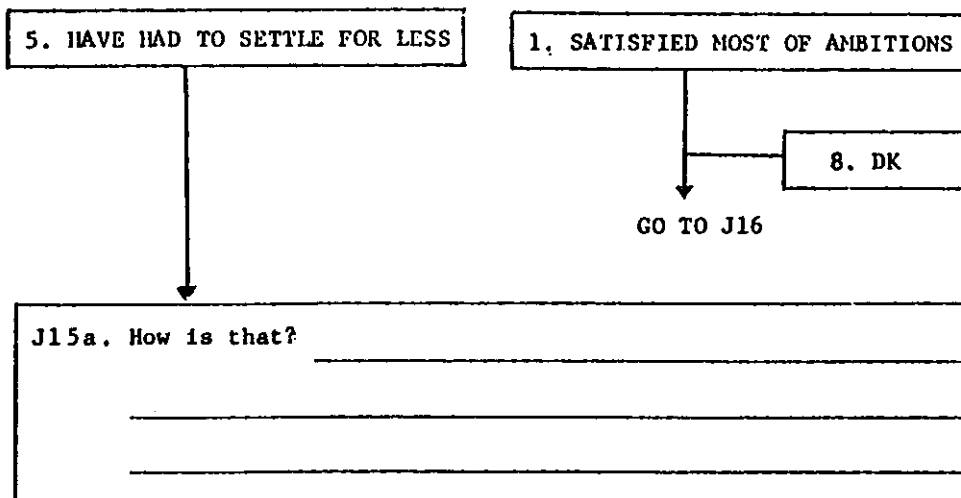 5. HAVE HAD TO SETTLE FOR LESS
1. SATISFIED MOST OF AMBITIONS
8. DK
GO TO J16
J15a. How is that?